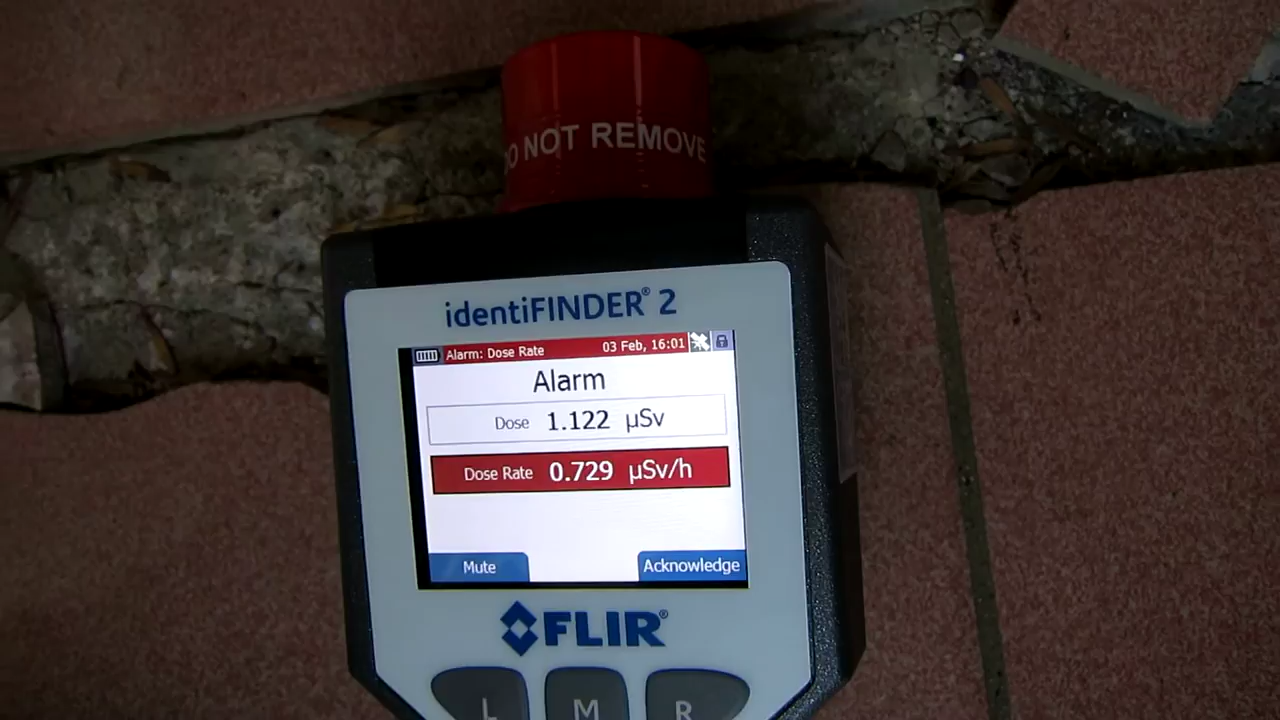 O NOT REMOVE
identiFINDER® 2
Alarm: Dose Rate 03 Feb, 16:01
Alarm
Dose 1.122 µSv
Dose Rate 0.729 µSv/h
Mute Acknowledge
FLIR®
L M R